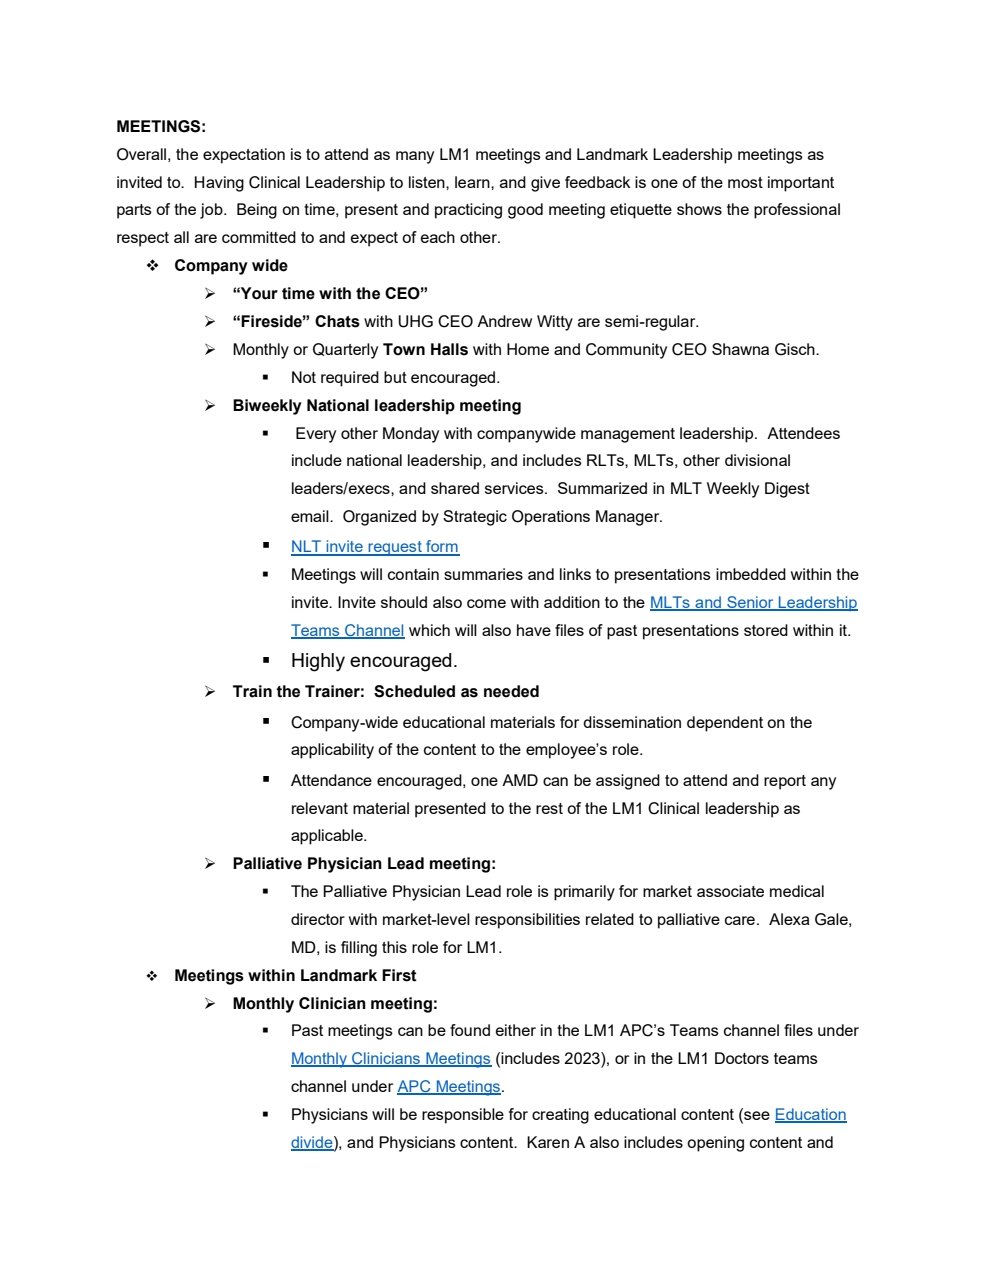 MEETINGS:
Overall, the expectation is to attend as many LM1 meetings and Landmark Leadership meetings as
invited to.  Having Clinical Leadership to listen, learn, and give feedback is one of the most important
parts of the job.  Being on time, present and practicing good meeting etiquette shows the professional
respect all are committed to and expect of each other.
❖ Company wide
➢ “Your time with the CEO”
➢ “Fireside” Chats with UHG CEO Andrew Witty are semi-regular.
➢ Monthly or Quarterly Town Halls with Home and Community CEO Shawna Gisch.
▪ Not required but encouraged.
➢ Biweekly National leadership meeting
▪ Every other Monday with companywide management leadership.  Attendees
include national leadership, and includes RLTs, MLTs, other divisional
leaders/execs, and shared services.  Summarized in MLT Weekly Digest
email.  Organized by Strategic Operations Manager.
▪ NLT invite request form
▪ Meetings will contain summaries and links to presentations imbedded within the
invite. Invite should also come with addition to the MLTs and Senior Leadership
Teams Channel which will also have files of past presentations stored within it.
▪ Highly encouraged.
➢ Train the Trainer:  Scheduled as needed
▪ Company-wide educational materials for dissemination dependent on the
applicability of the content to the employee’s role.
▪ Attendance encouraged, one AMD can be assigned to attend and report any
relevant material presented to the rest of the LM1 Clinical leadership as
applicable.
➢ Palliative Physician Lead meeting:
▪ The Palliative Physician Lead role is primarily for market associate medical
director with market-level responsibilities related to palliative care.  Alexa Gale,
MD, is filling this role for LM1.
❖ Meetings within Landmark First
➢ Monthly Clinician meeting:
▪ Past meetings can be found either in the LM1 APC’s Teams channel files under
Monthly Clinicians Meetings (includes 2023), or in the LM1 Doctors teams
channel under APC Meetings.
▪ Physicians will be responsible for creating educational content (see Education
divide), and Physicians content.  Karen A also includes opening content and